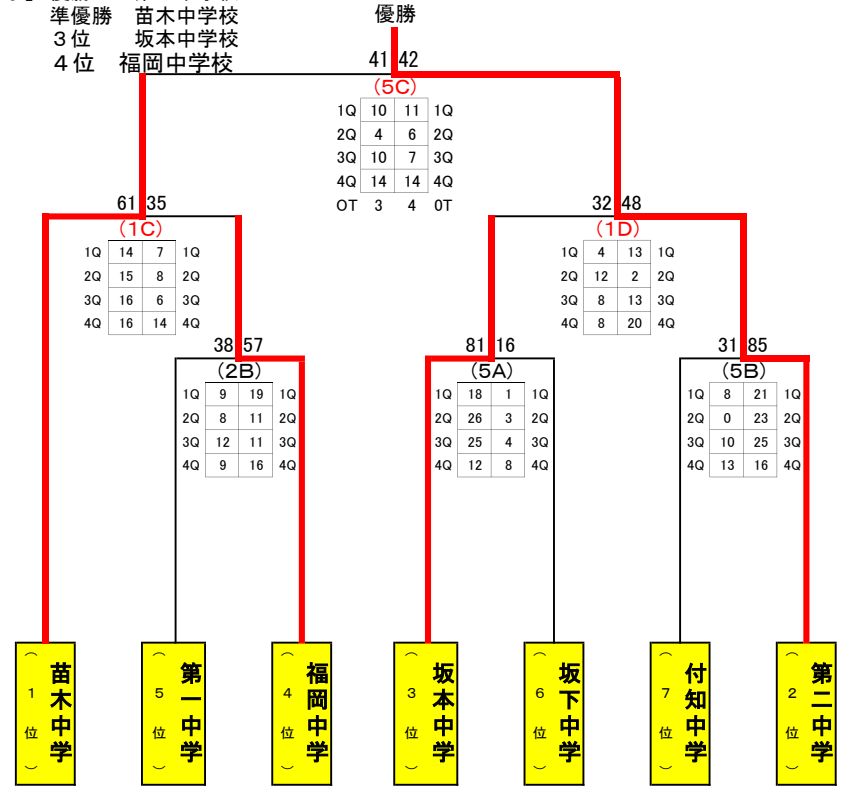 準優勝 苗木中学校
３位 坂本中学校
４位 福岡中学校
優勝
41 42
(5C)
1Q 10 11 1Q
2Q 4 6 2Q
3Q 10 7 3Q
4Q 14 14 4Q
OT 3 4 OT
61 35
(1C)
1Q 14 7 1Q
2Q 15 8 2Q
3Q 16 6 3Q
4Q 16 14 4Q
32 48
(1D)
1Q 4 13 1Q
2Q 12 2 2Q
3Q 8 13 3Q
4Q 8 20 4Q
38 57
(2B)
1Q 9 19 1Q
2Q 8 11 2Q
3Q 12 11 3Q
4Q 9 16 4Q
81 16
(5A)
1Q 18 1 1Q
2Q 26 3 2Q
3Q 25 4 3Q
4Q 12 8 4Q
31 85
(5B)
1Q 8 21 1Q
2Q 0 23 2Q
3Q 10 25 3Q
4Q 13 16 4Q
苗木中学
（1位）
第一中学
（5位）
福岡中学
（4位）
坂本中学
（3位）
坂下中学
（6位）
付知中学
（7位）
第二中学
（2位）